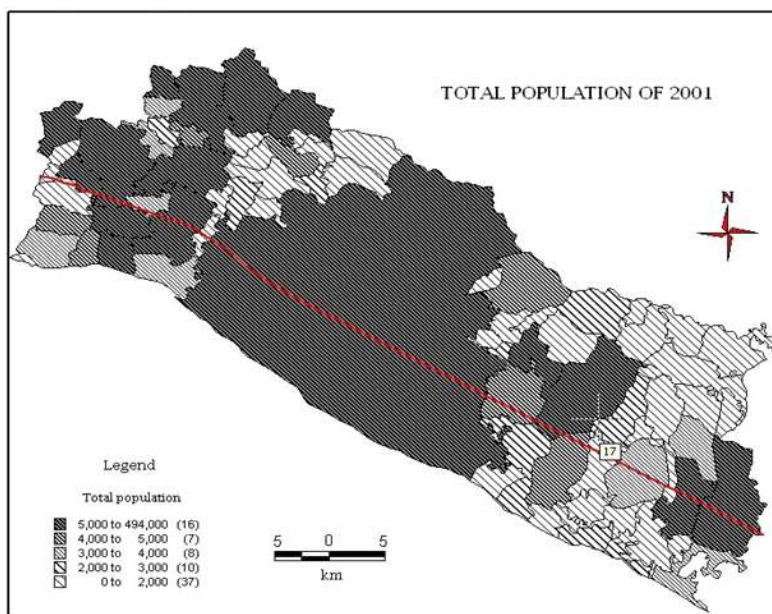 TOTAL POPULATION OF 2001
N
17
Legend
Total population
5,000 to 494,000 (16)
4,000 to 5,000 (7)
3,000 to 4,000 (8)
2,000 to 3,000 (10)
0 to 2,000 (37)
5 0 5
km